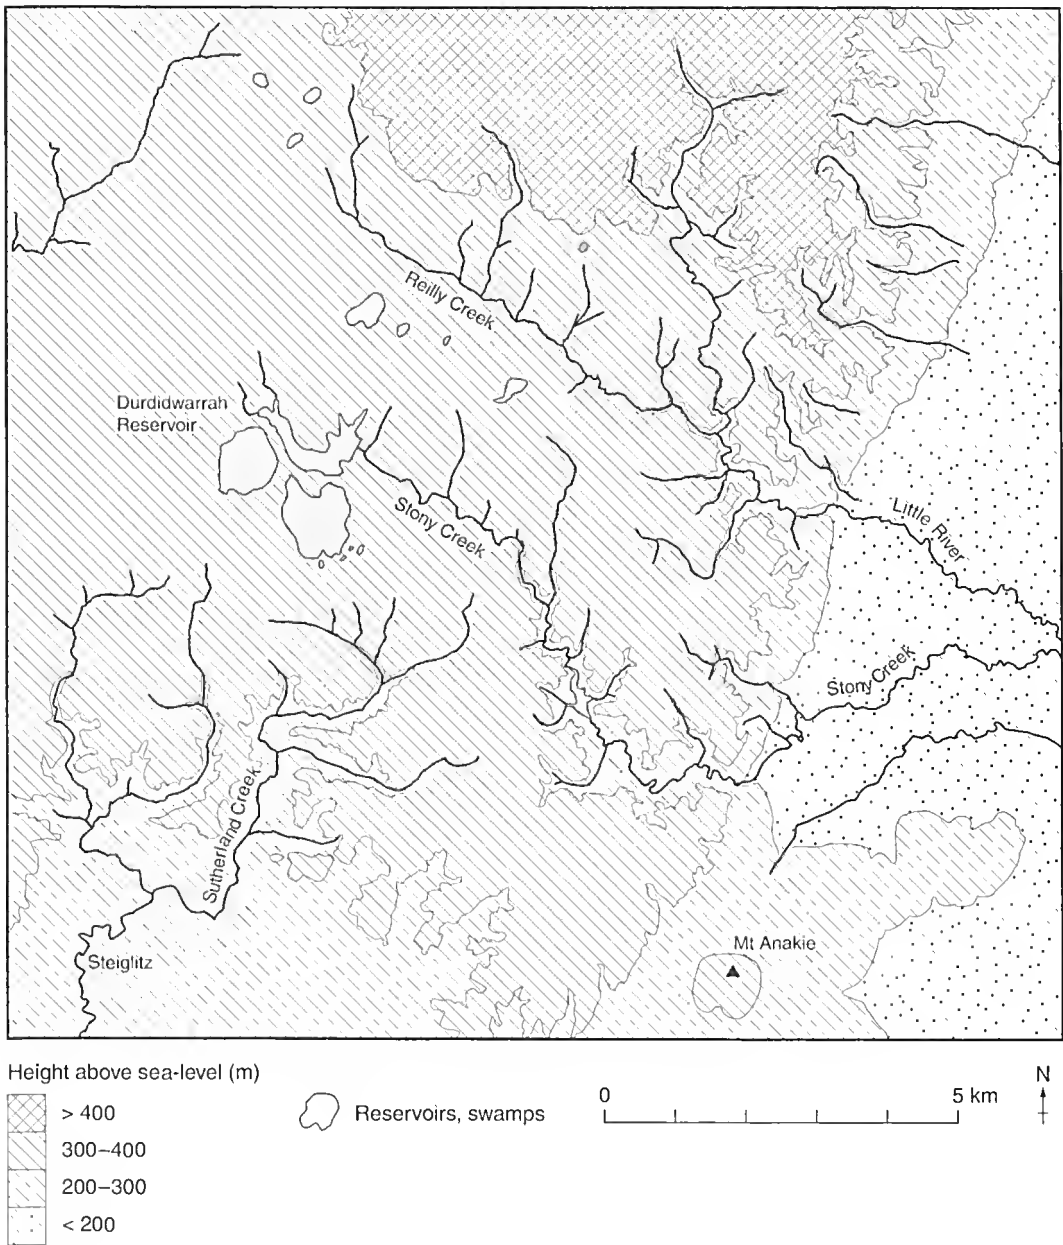 Reilly Creek
Durdidwarrah
Reservoir
Stony Creek
Little River
Stony Creek
Sutherland Creek
Steiglitz
Mt Anakie
Height above sea-level (m)
> 400
300–400
200–300
< 200
Reservoirs, swamps
0 5 km
N